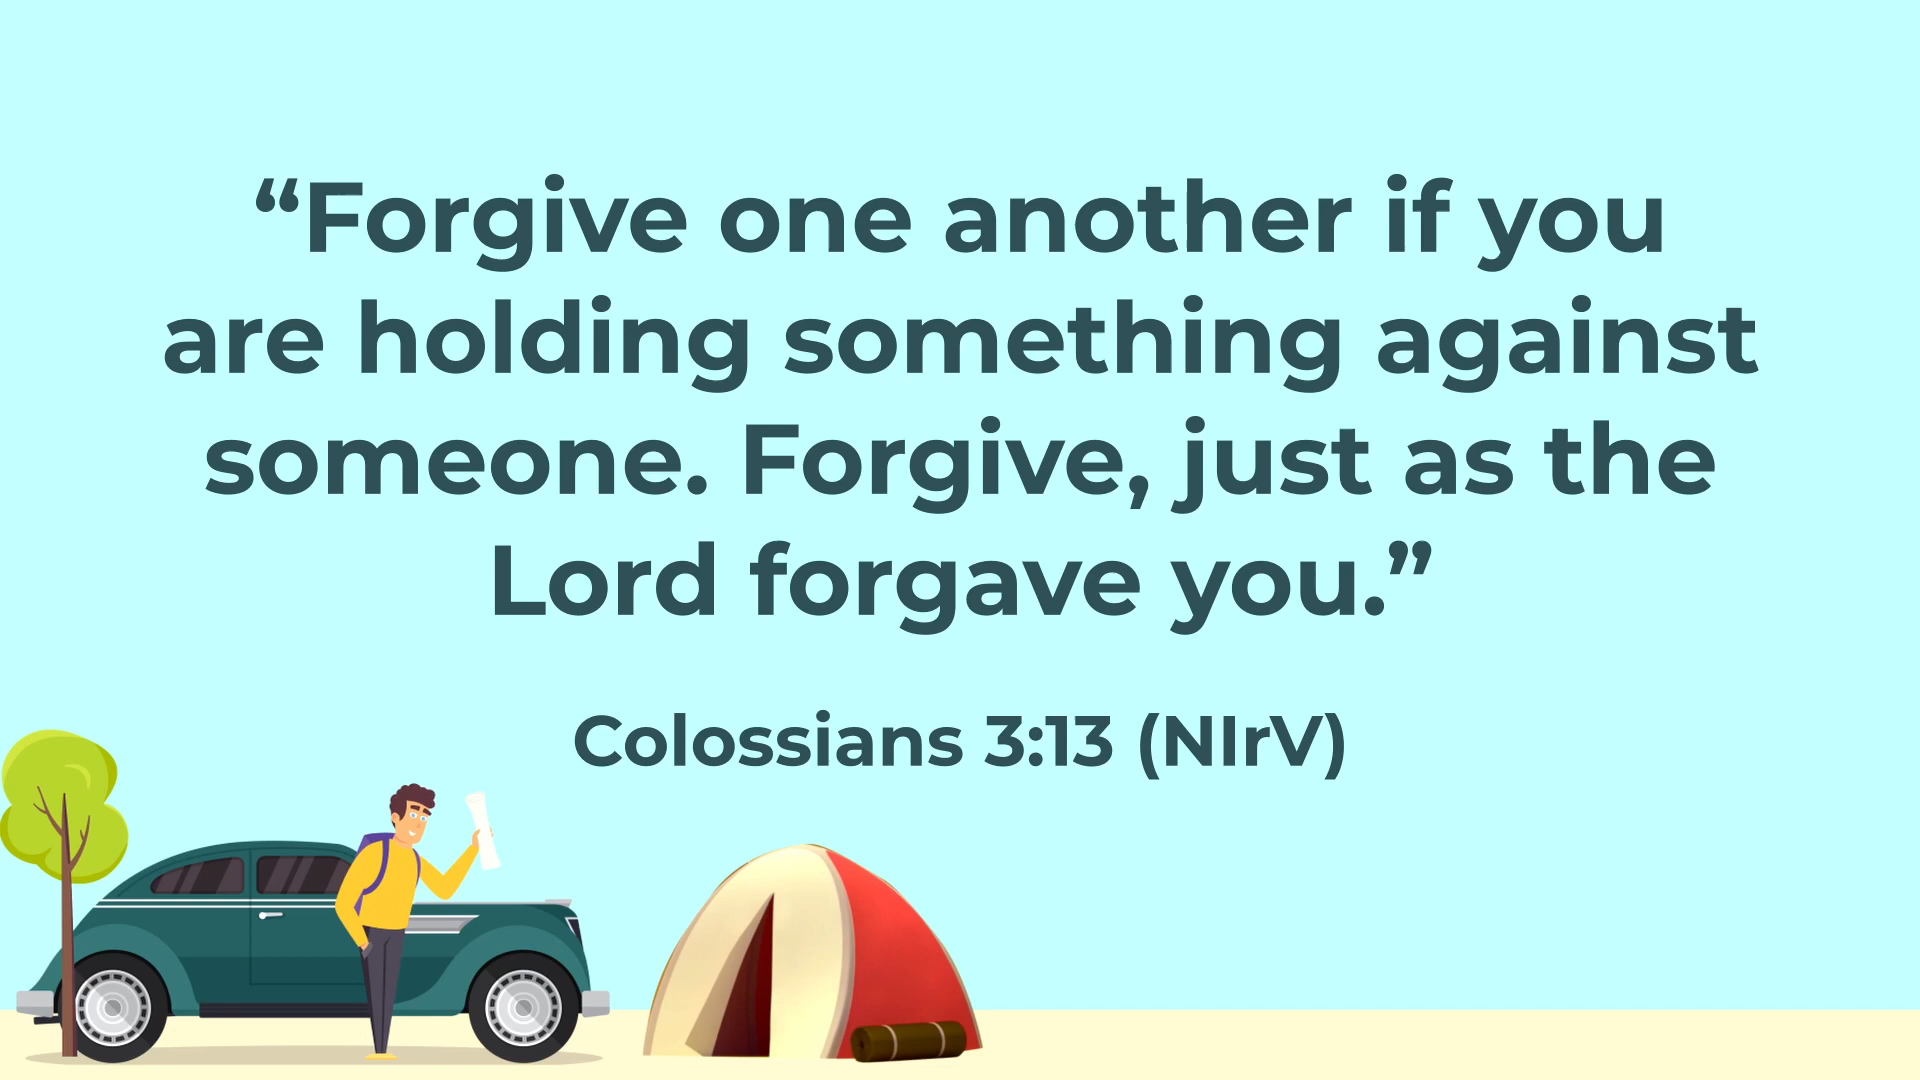 “Forgive one another if you
are holding something against
someone. Forgive, just as the
Lord forgave you.”
Colossians 3:13 (NIrV)